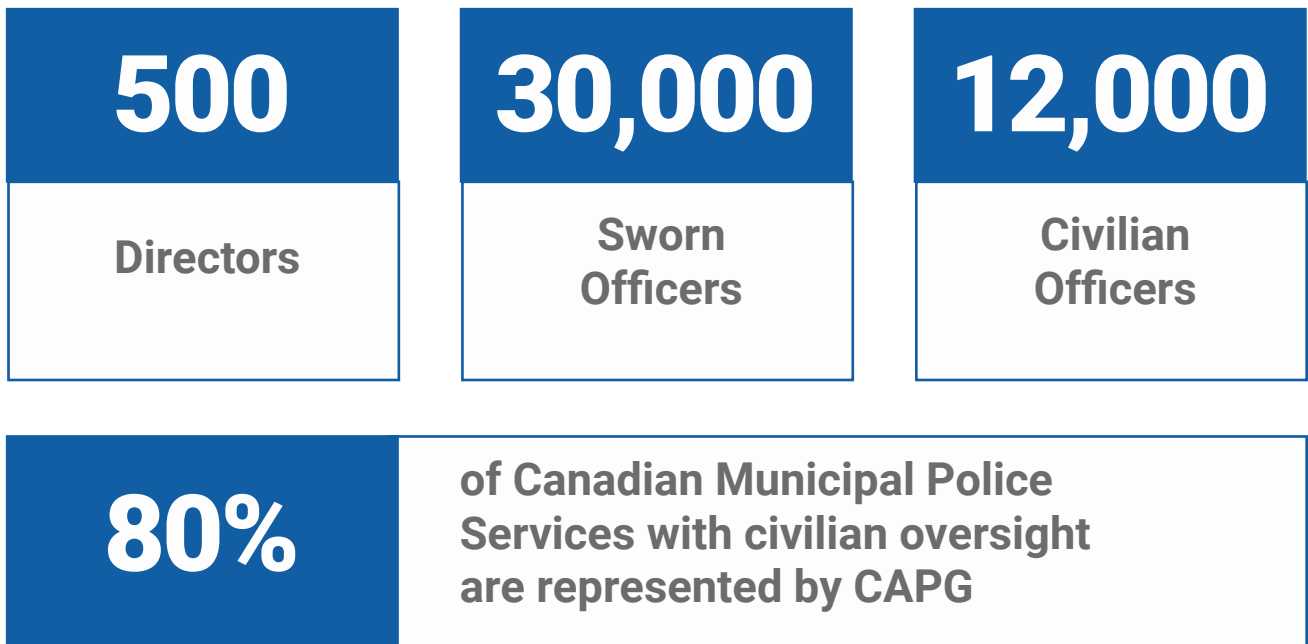 500
Directors
30,000
Sworn
Officers
12,000
Civilian
Officers
80%
of Canadian Municipal Police
Services with civilian oversight
are represented by CAPG